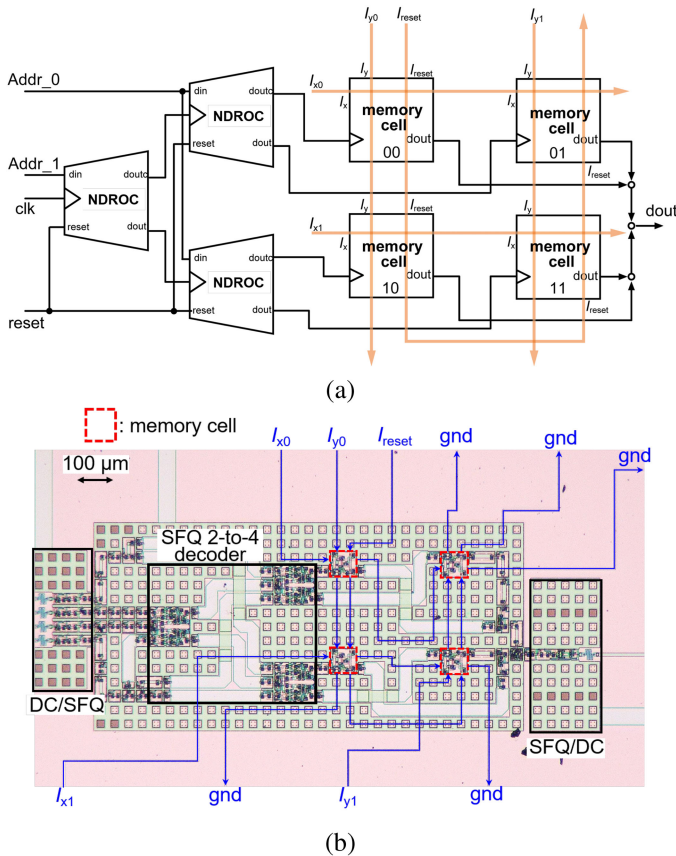 Iy0 Ireset Iy1
Addr_0
Ix0
Iy Ireset Iy
din doutc
Ix memory cell 00 dout
Ix memory cell 01 dout
NDROC
reset dout
Ireset
Addr_1
din doutc
clk
NDROC
reset dout
dout
Ix1
Iy Ireset Iy
din doutc
Ix memory cell 10 dout
Ix memory cell 11 dout
NDROC
reset
reset dout
Ireset
(a)
: memory cell
Ix0 Iy0 Ireset gnd gnd gnd
100 µm
SFQ 2-to-4
decoder
DC/SFQ
SFQ/DC
Ix1 gnd Iy1 gnd
(b)